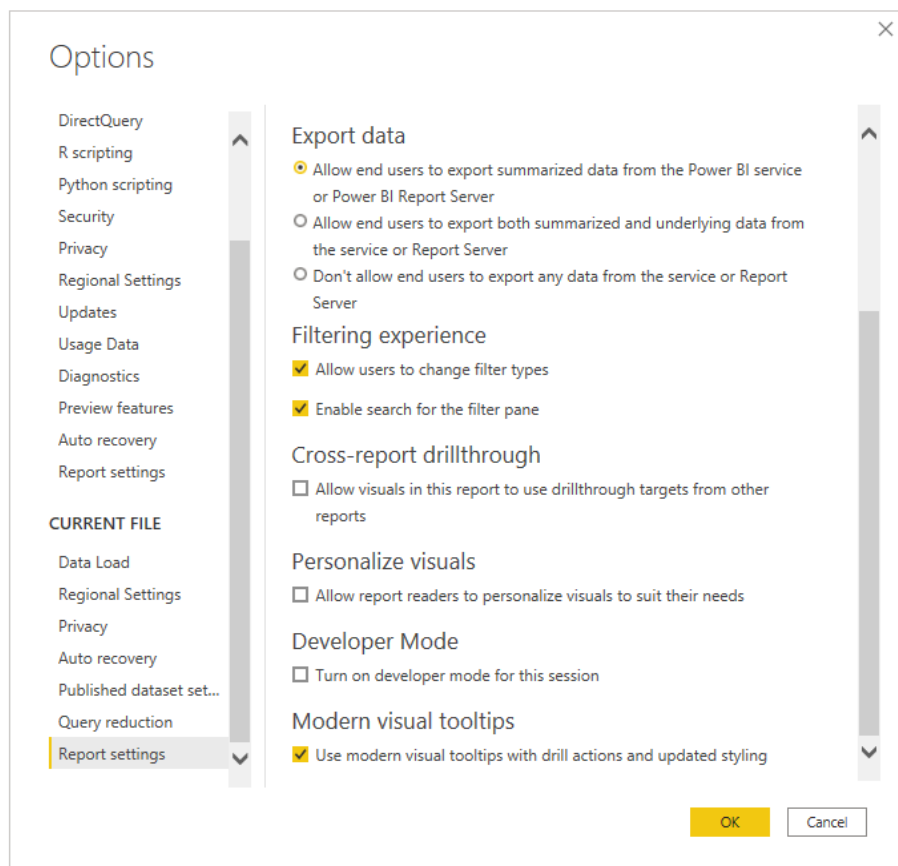 Options
DirectQuery
R scripting
Python scripting
Security
Privacy
Regional Settings
Updates
Usage Data
Diagnostics
Preview features
Auto recovery
Report settings
CURRENT FILE
Data Load
Regional Settings
Privacy
Auto recovery
Published dataset set...
Query reduction
Report settings
Export data
Allow end users to export summarized data from the Power BI service
or Power BI Report Server
Allow end users to export both summarized and underlying data from
the service or Report Server
Don't allow end users to export any data from the service or Report
Server
Filtering experience
Allow users to change filter types
Enable search for the filter pane
Cross-report drillthrough
Allow visuals in this report to use drillthrough targets from other
reports
Personalize visuals
Allow report readers to personalize visuals to suit their needs
Developer Mode
Turn on developer mode for this session
Modern visual tooltips
Use modern visual tooltips with drill actions and updated styling
OK
Cancel